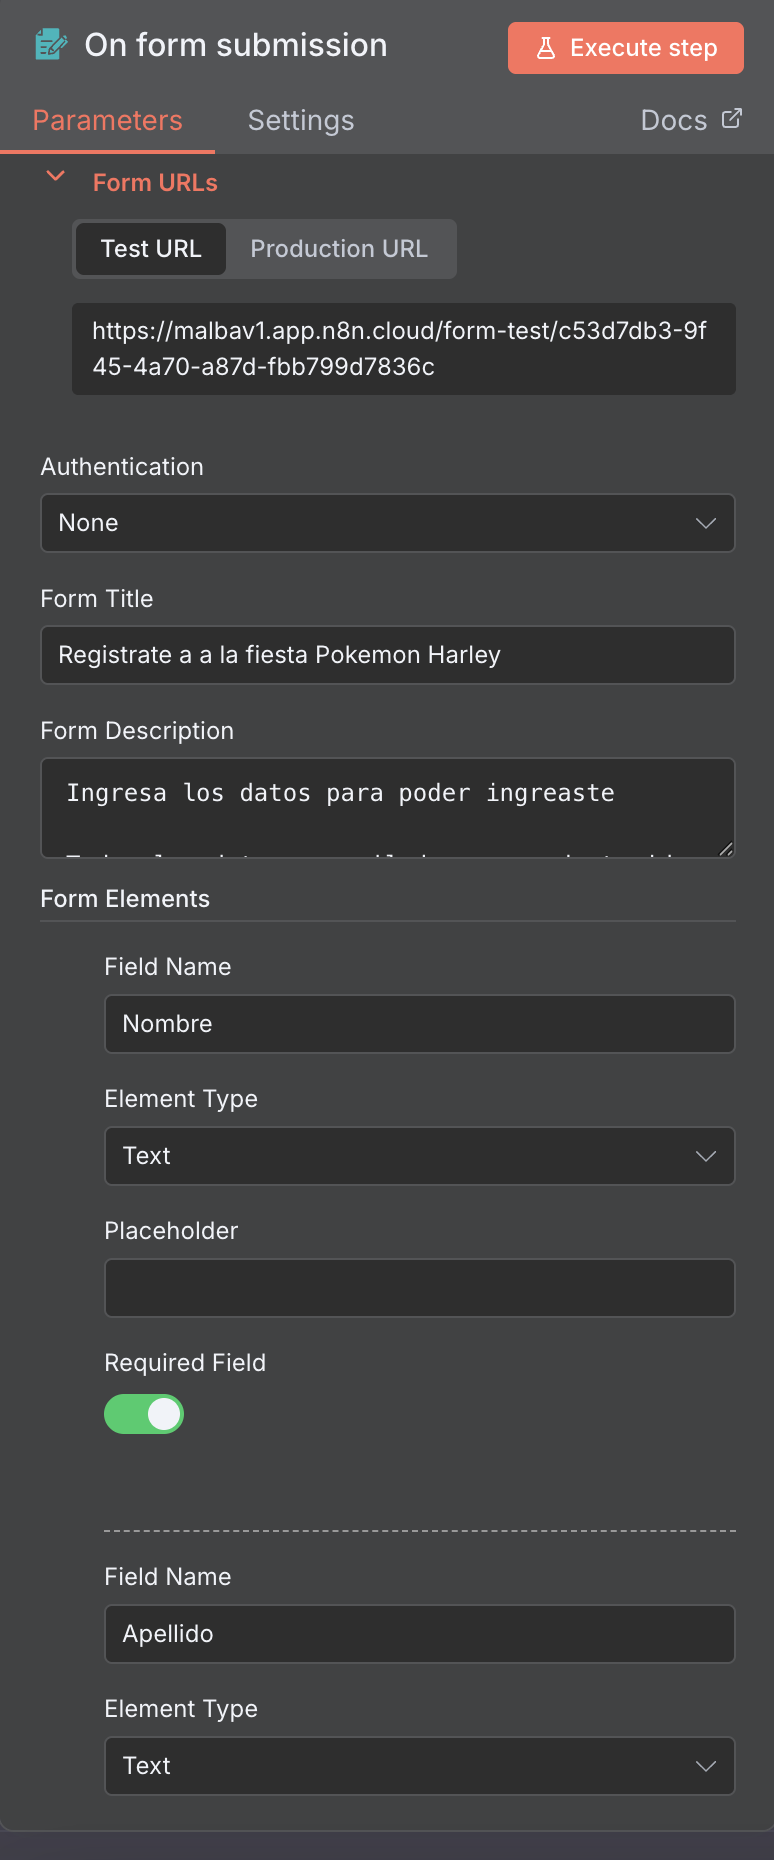 On form submission
Execute step
Parameters
Settings
Docs
Form URLs
Test URL
Production URL
https://malbav1.app.n8n.cloud/form-test/c53d7db3-9f
45-4a70-a87d-fbb799d7836c
Authentication
None
Form Title
Registrate a a la fiesta Pokemon Harley
Form Description
Ingresa los datos para poder ingreaste
Form Elements
Field Name
Nombre
Element Type
Text
Placeholder
Required Field
Field Name
Apellido
Element Type
Text